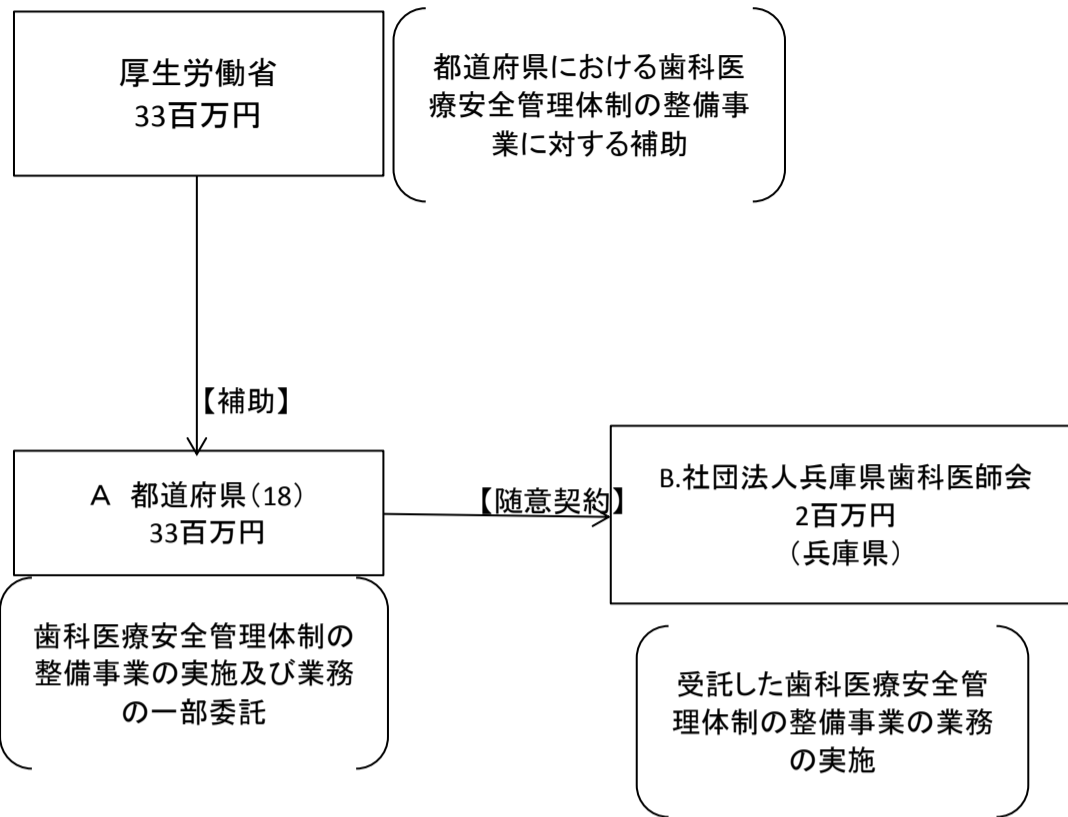 厚生労働省
33百万円
都道府県における歯科医
療安全管理体制の整備事
業に対する補助
【補助】
A 都道府県(18)
33百万円
【随意契約】
B.社団法人兵庫県歯科医師会
2百万円
(兵庫県)
歯科医療安全管理体制の
整備事業の実施及び業務
の一部委託
受託した歯科医療安全管
理体制の整備事業の業務
の実施